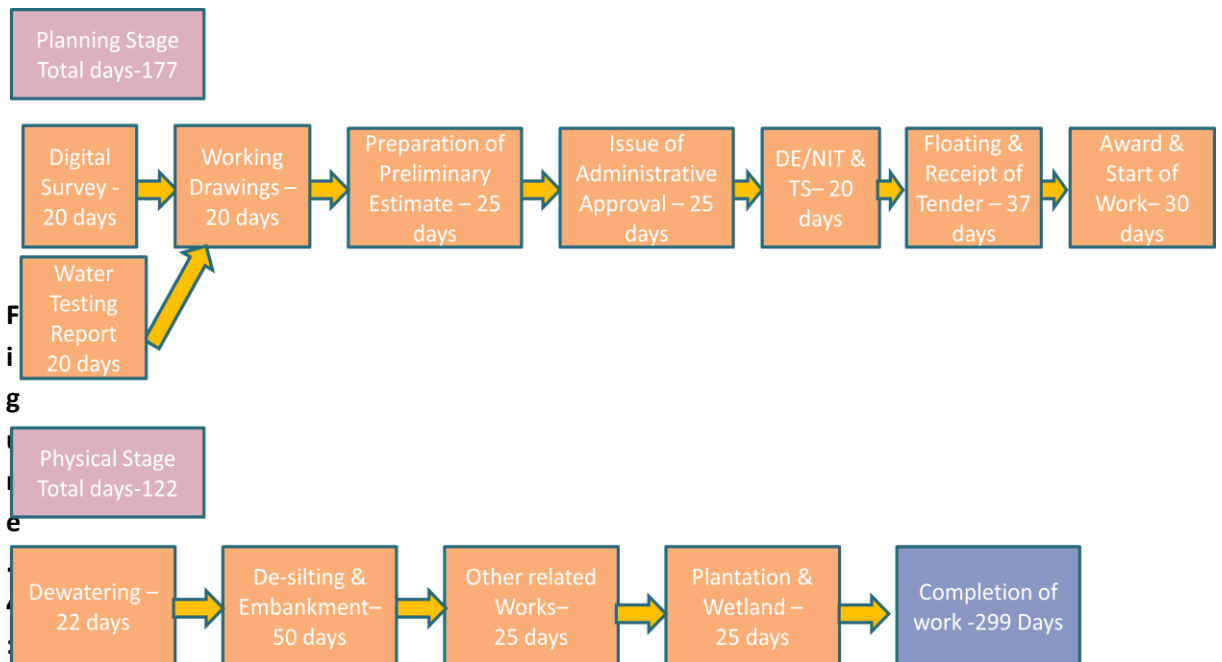 Planning Stage
Total days-177
Digital
Survey -
20 days
Working
Drawings –
20 days
Preparation of
Preliminary
Estimate – 25
days
Issue of
Administrative
Approval – 25
days
DE/NIT &
TS– 20
days
Floating &
Receipt of
Tender – 37
days
Award &
Start of
Work– 30
days
Water
Testing
Report
20 days
F
i
g
e
Physical Stage
Total days-122
Dewatering –
22 days
De-silting &
Embankment–
50 days
Other related
Works–
25 days
Plantation &
Wetland –
25 days
Completion of
work -299 Days